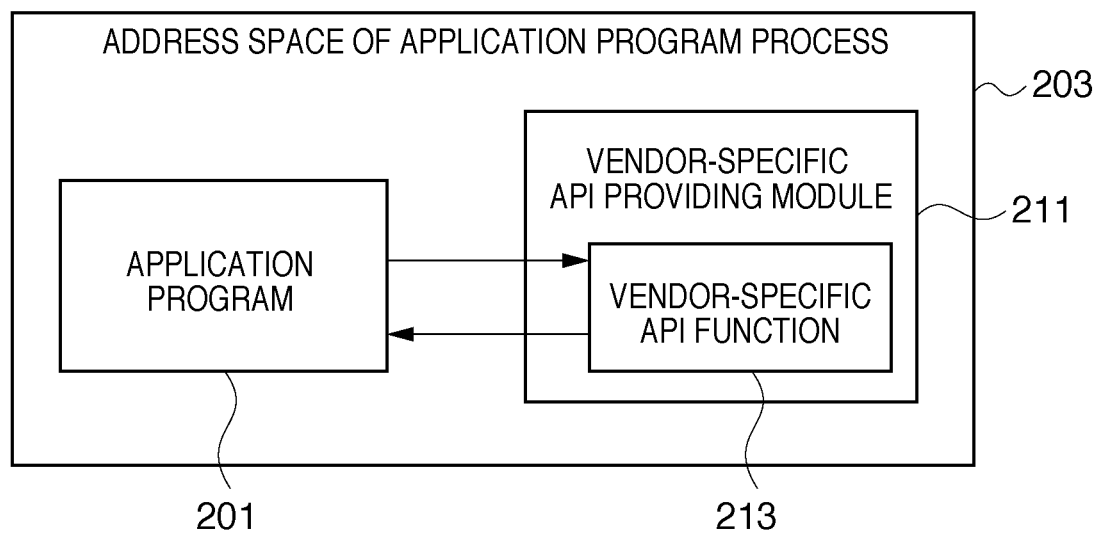 ADDRESS SPACE OF APPLICATION PROGRAM PROCESS
203
VENDOR-SPECIFIC
API PROVIDING MODULE
211
APPLICATION
PROGRAM
VENDOR-SPECIFIC
API FUNCTION
201
213